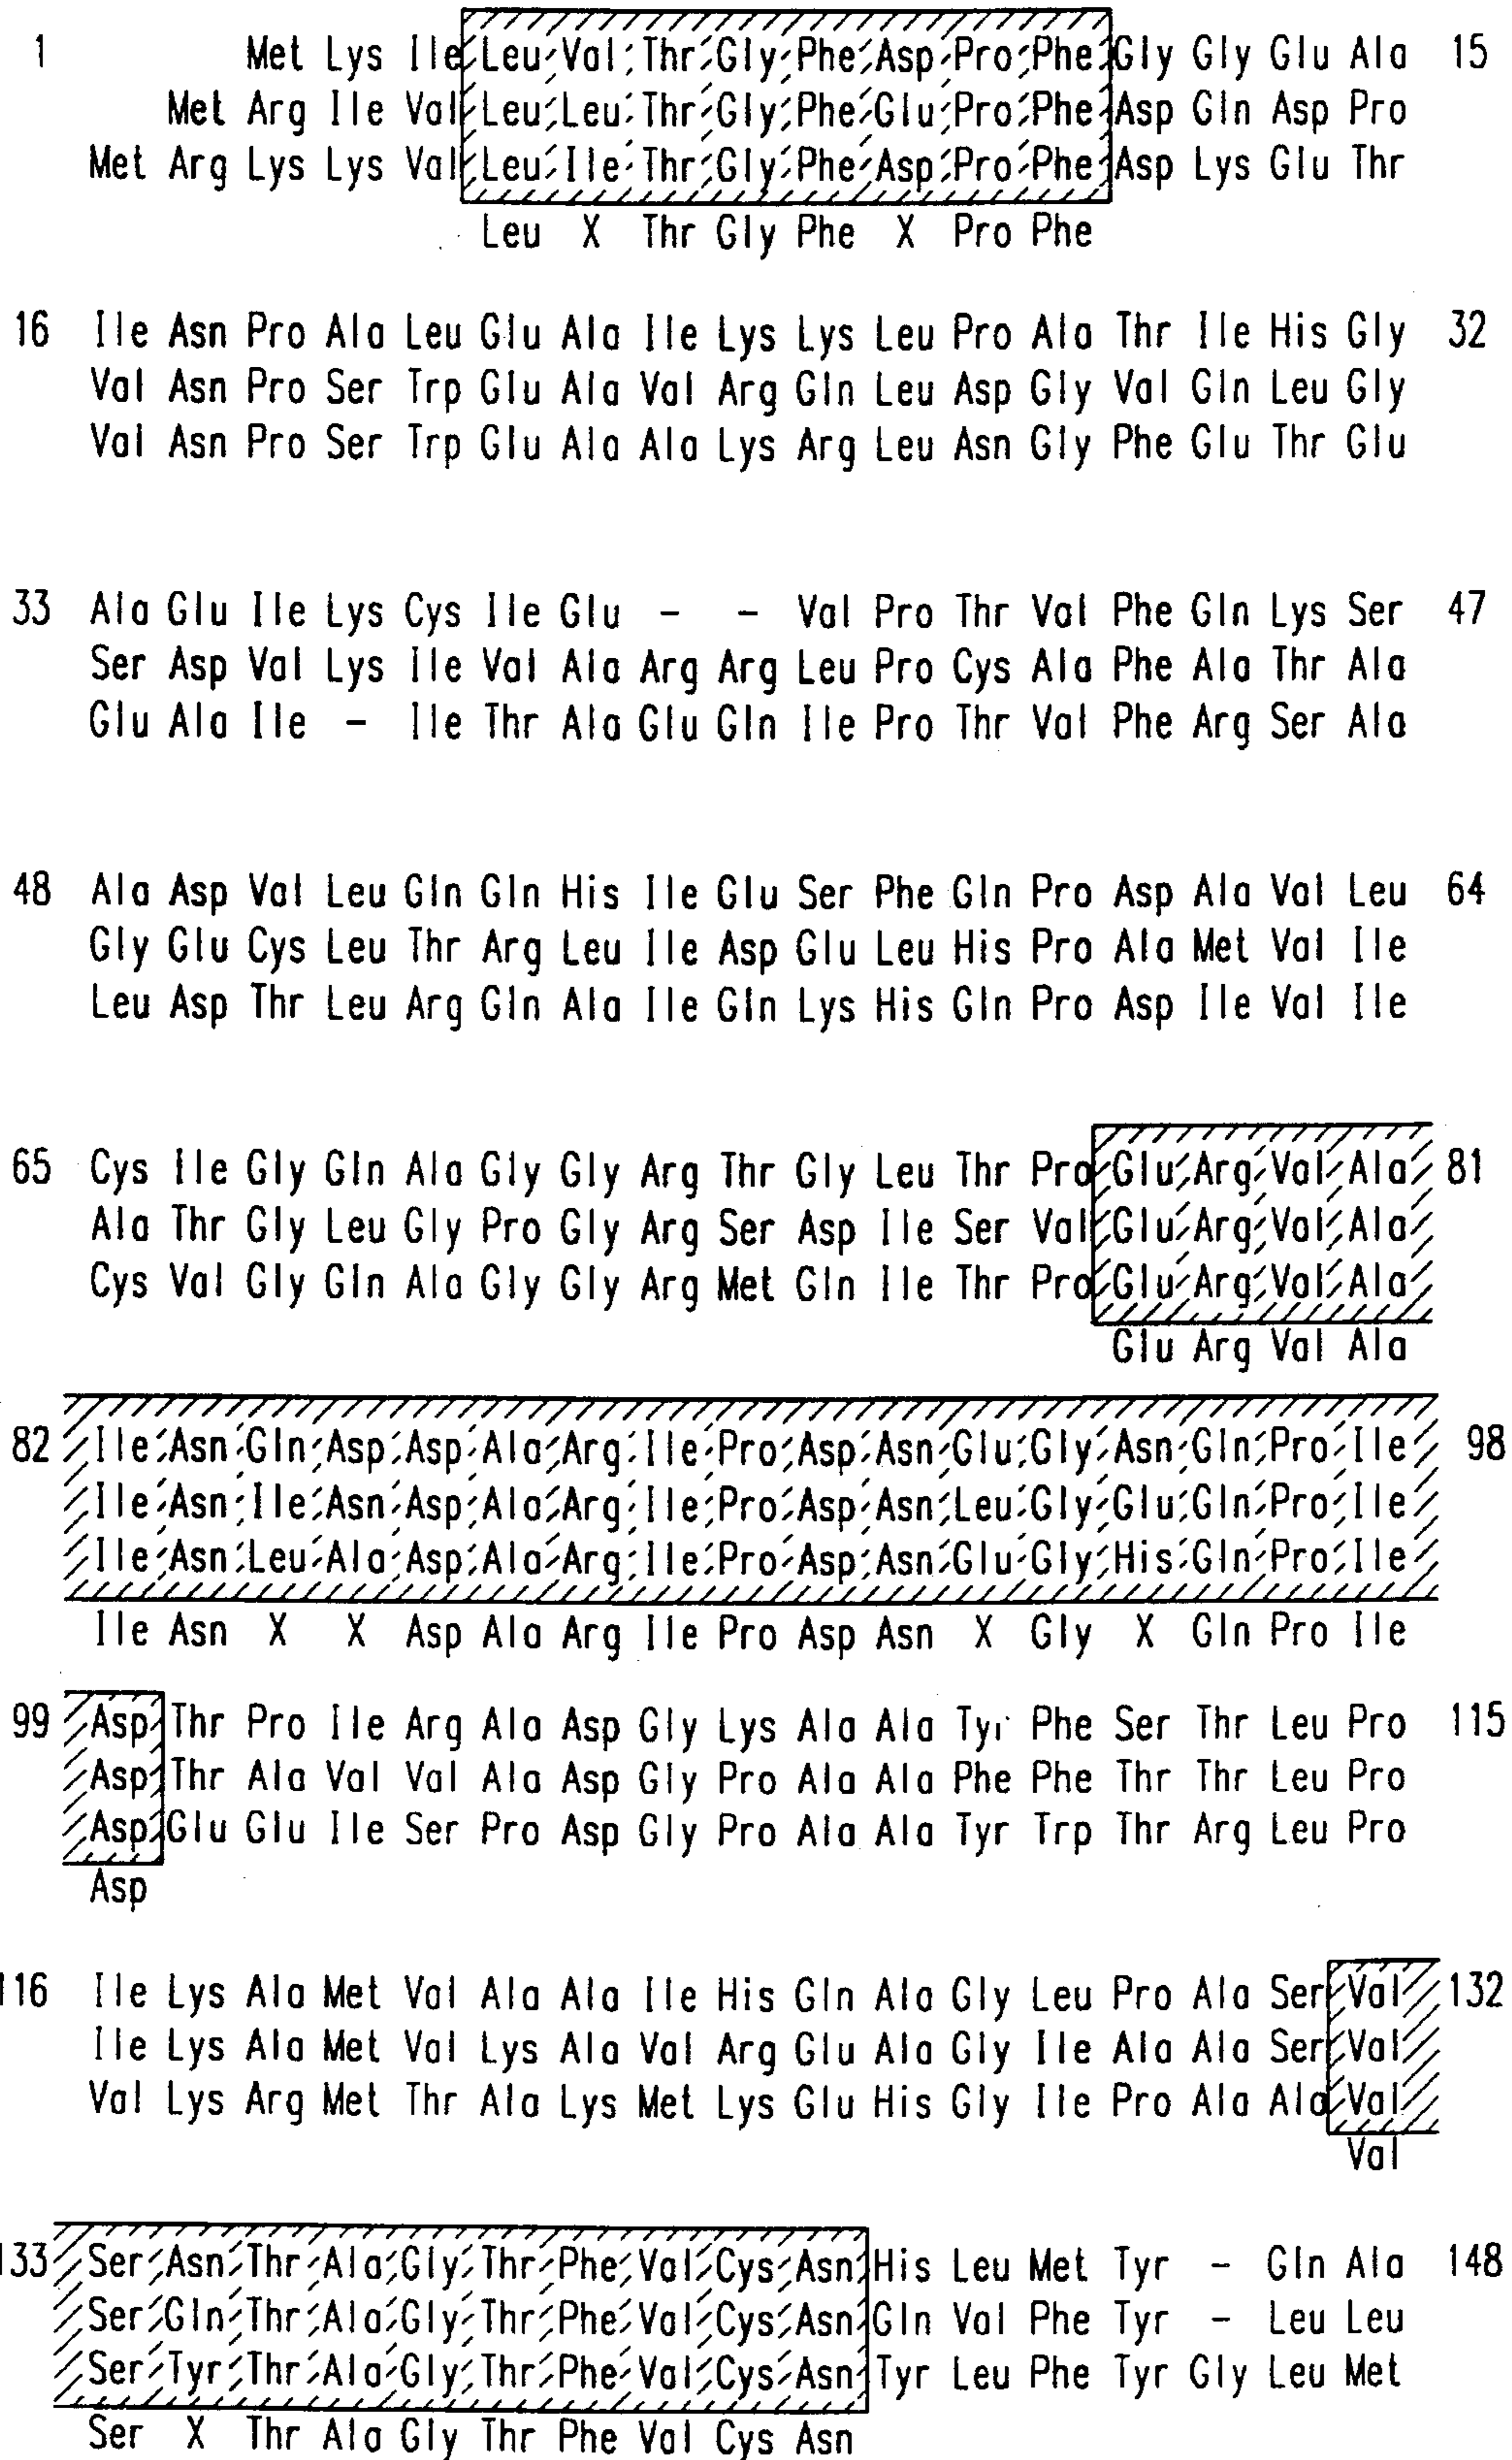 1 Met Lys Ile Leu Val Thr Gly Phe Asp Pro Phe Gly Gly Glu Ala 15
Met Arg Ile Val Leu Leu Thr Gly Phe Glu Pro Phe Asp Gln Asp Pro
Met Arg Lys Lys Val Leu Ile Thr Gly Phe Asp Pro Phe Asp Lys Glu Thr
Leu X Thr Gly Phe X Pro Phe
16 Ile Asn Pro Ala Leu Glu Ala Ile Lys Lys Leu Pro Ala Thr Ile His Gly 32
Val Asn Pro Ser Trp Glu Ala Val Arg Gln Leu Asp Gly Val Gln Leu Gly
Val Asn Pro Ser Trp Glu Ala Ala Lys Arg Leu Asn Gly Phe Glu Thr Glu
33 Ala Glu Ile Lys Cys Ile Glu - - Val Pro Thr Val Phe Gln Lys Ser 47
Ser Asp Val Lys Ile Val Ala Arg Arg Leu Pro Cys Ala Phe Ala Thr Ala
Glu Ala Ile - Ile Thr Ala Glu Gln Ile Pro Thr Val Phe Arg Ser Ala
48 Ala Asp Val Leu Gln Gln His Ile Glu Ser Phe Gln Pro Asp Ala Val Leu 64
Gly Glu Cys Leu Thr Arg Leu Ile Asp Glu Leu His Pro Ala Met Val Ile
Leu Asp Thr Leu Arg Gln Ala Ile Gln Lys His Gln Pro Asp Ile Val Ile
65 Cys Ile Gly Gln Ala Gly Gly Arg Thr Gly Leu Thr Pro Glu Arg Val Ala 81
Ala Thr Gly Leu Gly Pro Gly Arg Ser Asp Ile Ser Val Glu Arg Val Ala
Cys Val Gly Gln Ala Gly Gly Arg Met Gln Ile Thr Pro Glu Arg Val Ala
Glu Arg Val Ala
82 Ile Asn Gln Asp Asp Ala Arg Ile Pro Asp Asn Glu Gly Asn Gln Pro Ile 98
Ile Asn Ile Asn Asp Ala Arg Ile Pro Asp Asn Leu Gly Glu Gln Pro Ile
Ile Asn Leu Ala Asp Ala Arg Ile Pro Asp Asn Glu Gly His Gln Pro Ile
Ile Asn X X Asp Ala Arg Ile Pro Asp Asn X Gly X Gln Pro Ile
99 Asp Thr Pro Ile Arg Ala Asp Gly Lys Ala Ala Tyr Phe Ser Thr Leu Pro 115
Asp Thr Ala Val Val Ala Asp Gly Pro Ala Ala Phe Phe Thr Thr Leu Pro
Asp Glu Glu Ile Ser Pro Asp Gly Pro Ala Ala Tyr Trp Thr Arg Leu Pro
Asp
116 Ile Lys Ala Met Val Ala Ala Ile His Gln Ala Gly Leu Pro Ala Ser Val 132
Ile Lys Ala Met Val Lys Ala Val Arg Glu Ala Gly Ile Ala Ala Ser Val
Val Lys Arg Met Thr Ala Lys Met Lys Glu His Gly Ile Pro Ala Ala Val
Val
133 Ser Asn Thr Ala Gly Thr Phe Val Cys Asn His Leu Met Tyr - Gln Ala 148
Ser Gln Thr Ala Gly Thr Phe Val Cys Asn Gln Val Phe Tyr - Leu Leu
Ser Tyr Thr Ala Gly Thr Phe Val Cys Asn Tyr Leu Phe Tyr Gly Leu Met
Ser X Thr Ala Gly Thr Phe Val Cys Asn